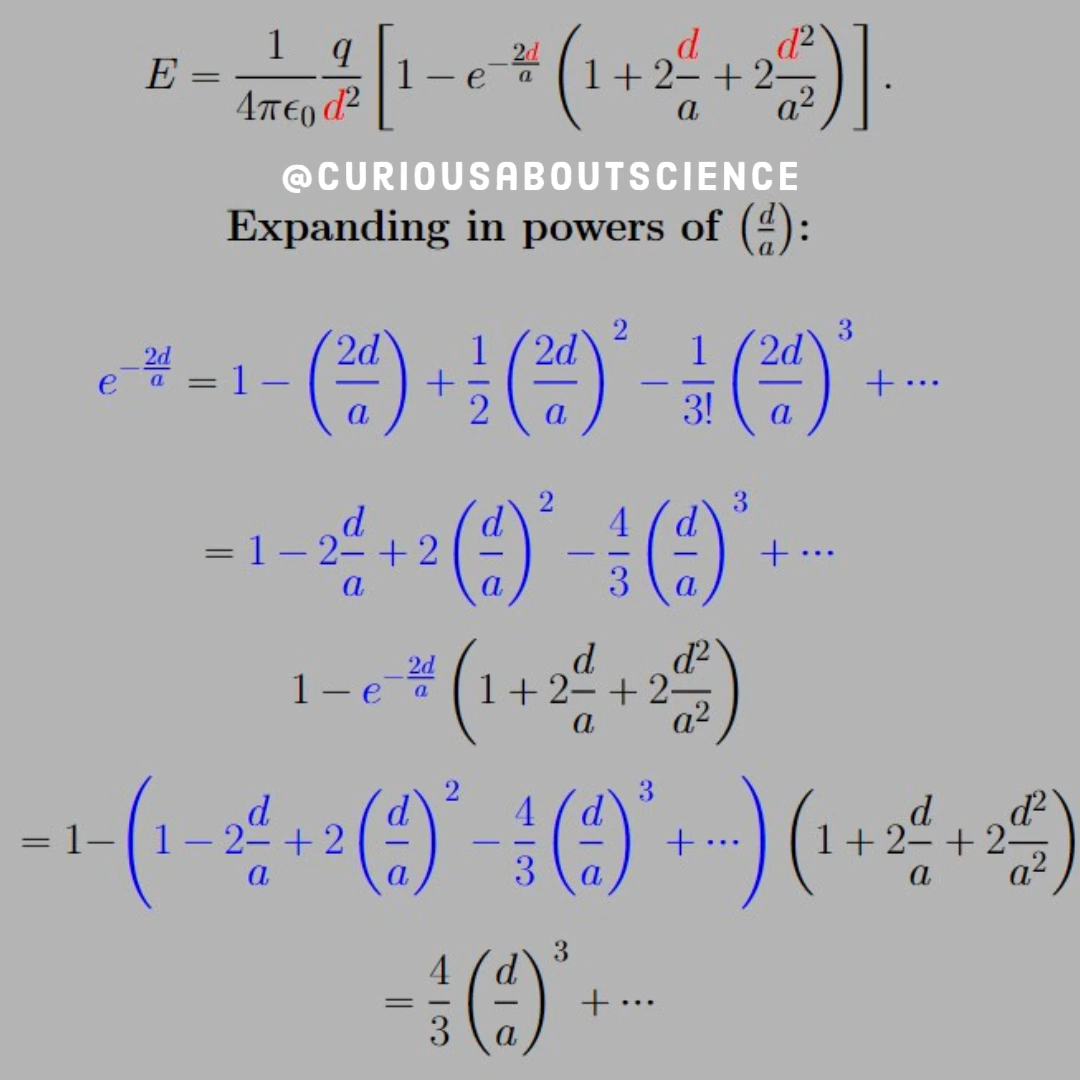 E = \frac{1}{4\pi\epsilon_0} \frac{q}{d^2} \left[ 1 - e^{-\frac{2d}{a}} \left( 1 + 2\frac{d}{a} + 2\frac{d^2}{a^2} \right) \right].
@CURIOUSABOUTSCIENCE
Expanding in powers of \left( \frac{d}{a} \right):
e^{-\frac{2d}{a}} = 1 - \left( \frac{2d}{a} \right) + \frac{1}{2} \left( \frac{2d}{a} \right)^2 - \frac{1}{3!} \left( \frac{2d}{a} \right)^3 + \cdots
= 1 - 2\frac{d}{a} + 2 \left( \frac{d}{a} \right)^2 - \frac{4}{3} \left( \frac{d}{a} \right)^3 + \cdots
1 - e^{-\frac{2d}{a}} \left( 1 + 2\frac{d}{a} + 2\frac{d^2}{a^2} \right)
= 1 - \left( 1 - 2\frac{d}{a} + 2 \left( \frac{d}{a} \right)^2 - \frac{4}{3} \left( \frac{d}{a} \right)^3 + \cdots \right) \left( 1 + 2\frac{d}{a} + 2\frac{d^2}{a^2} \right)
= \frac{4}{3} \left( \frac{d}{a} \right)^3 + \cdots